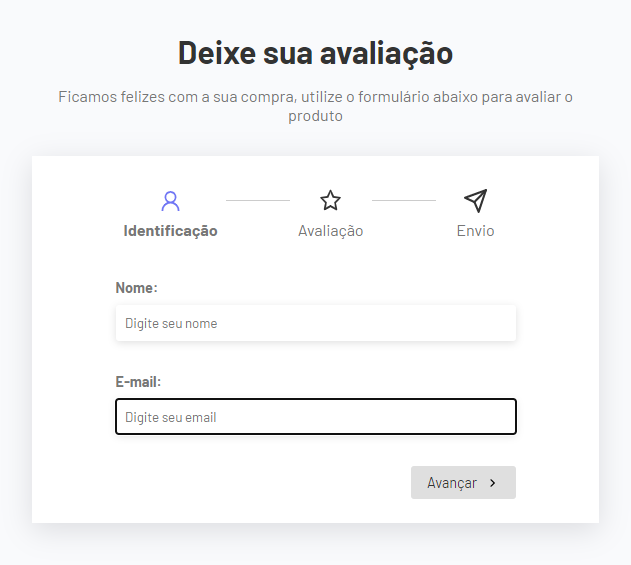 Deixe sua avaliação
Ficamos felizes com a sua compra, utilize o formulário abaixo para avaliar o
produto
Identificação
Avaliação
Envio
Nome:
Digite seu nome
E-mail:
Digite seu email
Avançar